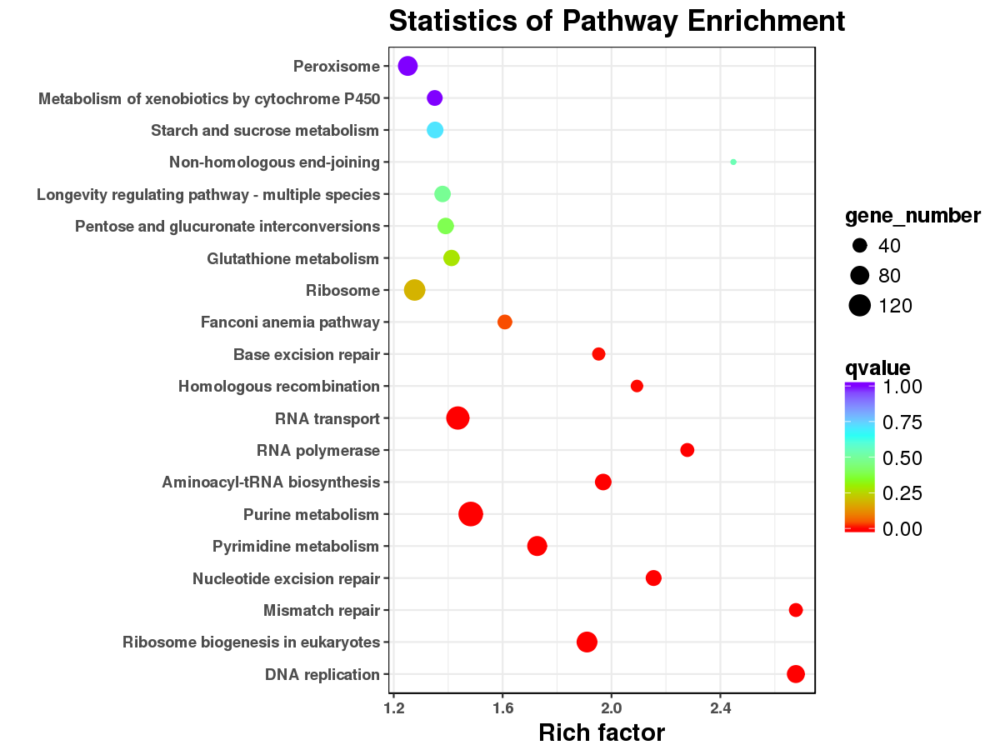 Statistics of Pathway Enrichment
Peroxisome
Metabolism of xenobiotics by cytochrome P450
Starch and sucrose metabolism
Non-homologous end-joining
Longevity regulating pathway - multiple species
Pentose and glucuronate interconversions
Glutathione metabolism
Ribosome
Fanconi anemia pathway
Base excision repair
Homologous recombination
RNA transport
RNA polymerase
Aminoacyl-tRNA biosynthesis
Purine metabolism
Pyrimidine metabolism
Nucleotide excision repair
Mismatch repair
Ribosome biogenesis in eukaryotes
DNA replication
1.2 1.6 2.0 2.4
Rich factor
gene_number
40
80
120
qvalue
1.00
0.75
0.50
0.25
0.00